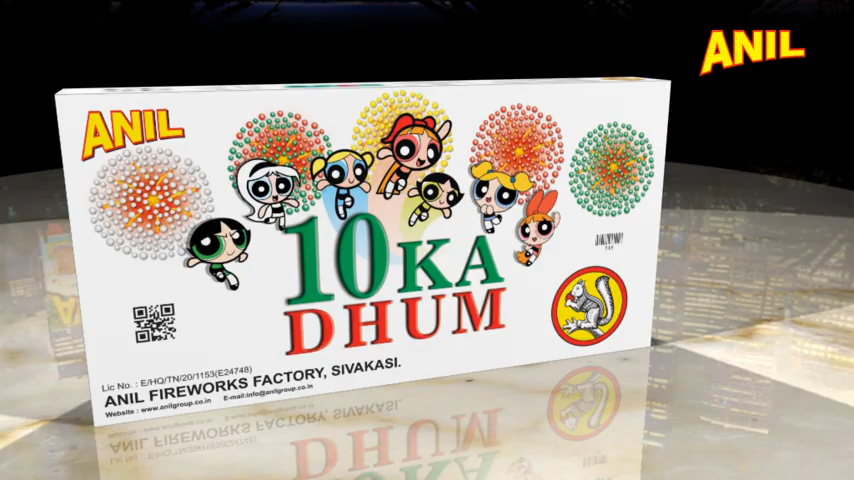 ANIL
ANIL
10 KA
DHUM
Lic No. : E/HQ/TN/20/1153(E24748)
ANIL FIREWORKS FACTORY, SIVAKASI.
Website : www.anilgroup.co.in E-mail:info@anilgroup.co.in